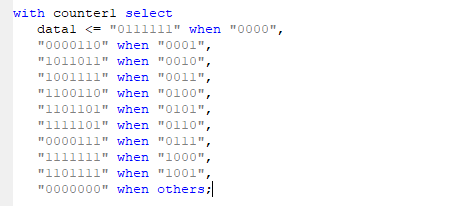 with counter1 select
data1 <= "0111111" when "0000",
"0000110" when "0001",
"1011011" when "0010",
"1001111" when "0011",
"1100110" when "0100",
"1101101" when "0101",
"1111101" when "0110",
"0000111" when "0111",
"1111111" when "1000",
"1101111" when "1001",
"0000000" when others;